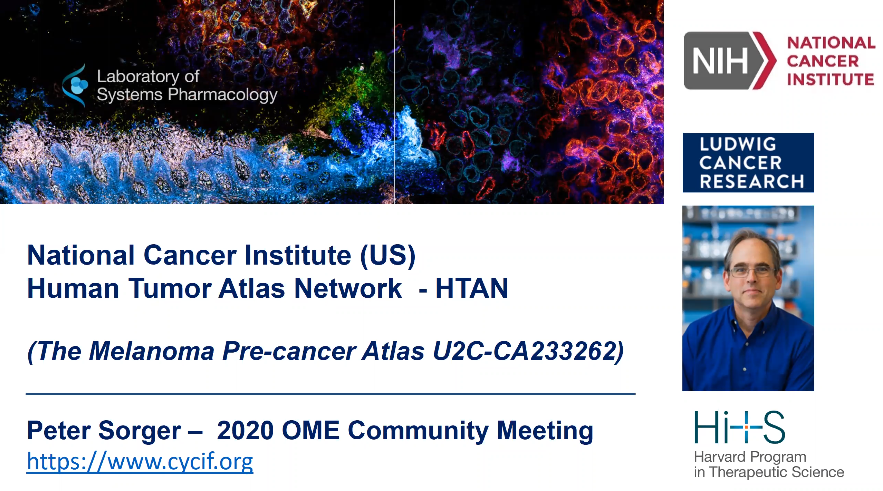 Laboratory of
Systems Pharmacology
NIH
NATIONAL
CANCER
INSTITUTE
LUDWIG
CANCER
RESEARCH
National Cancer Institute (US)
Human Tumor Atlas Network - HTAN
(The Melanoma Pre-cancer Atlas U2C-CA233262)
Peter Sorger – 2020 OME Community Meeting
https://www.cycif.org
HiTS
Harvard Program
in Therapeutic Science